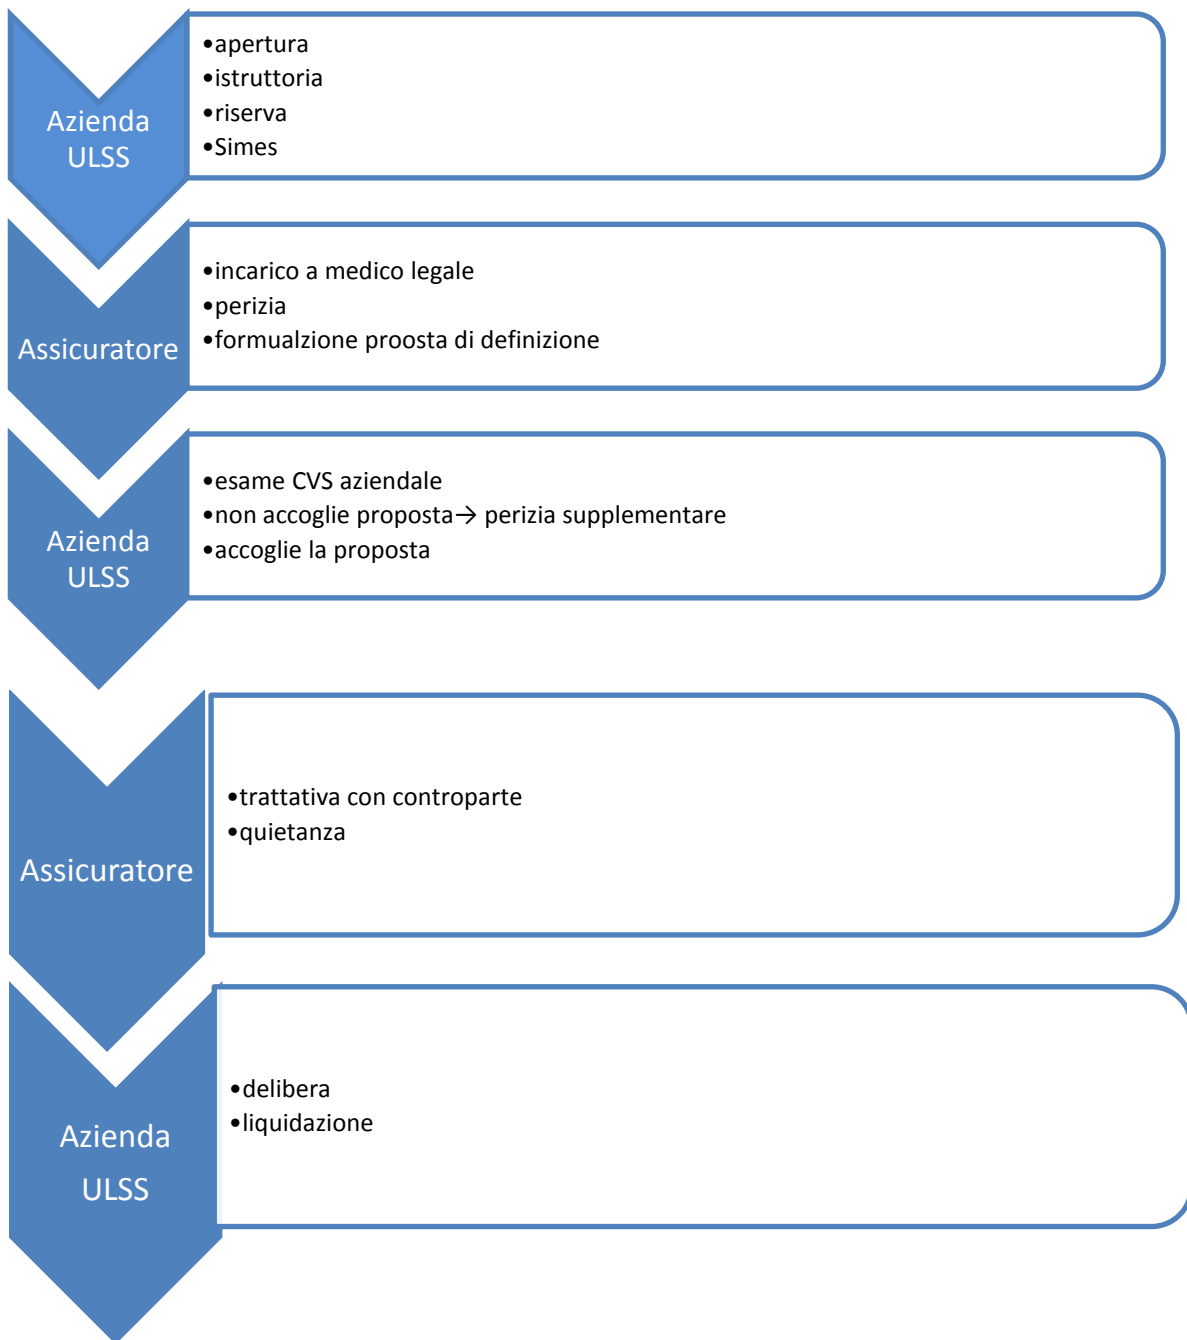 Azienda
ULSS
•apertura
•istruttoria
•riserva
•Simes
Assicuratore
•incarico a medico legale
•perizia
•formualzione proosta di definizione
Azienda
ULSS
•esame CVS aziendale
•non accoglie proposta→ perizia supplementare
•accoglie la proposta
Assicuratore
•trattativa con controparte
•quietanza
Azienda
ULSS
•delibera
•liquidazione